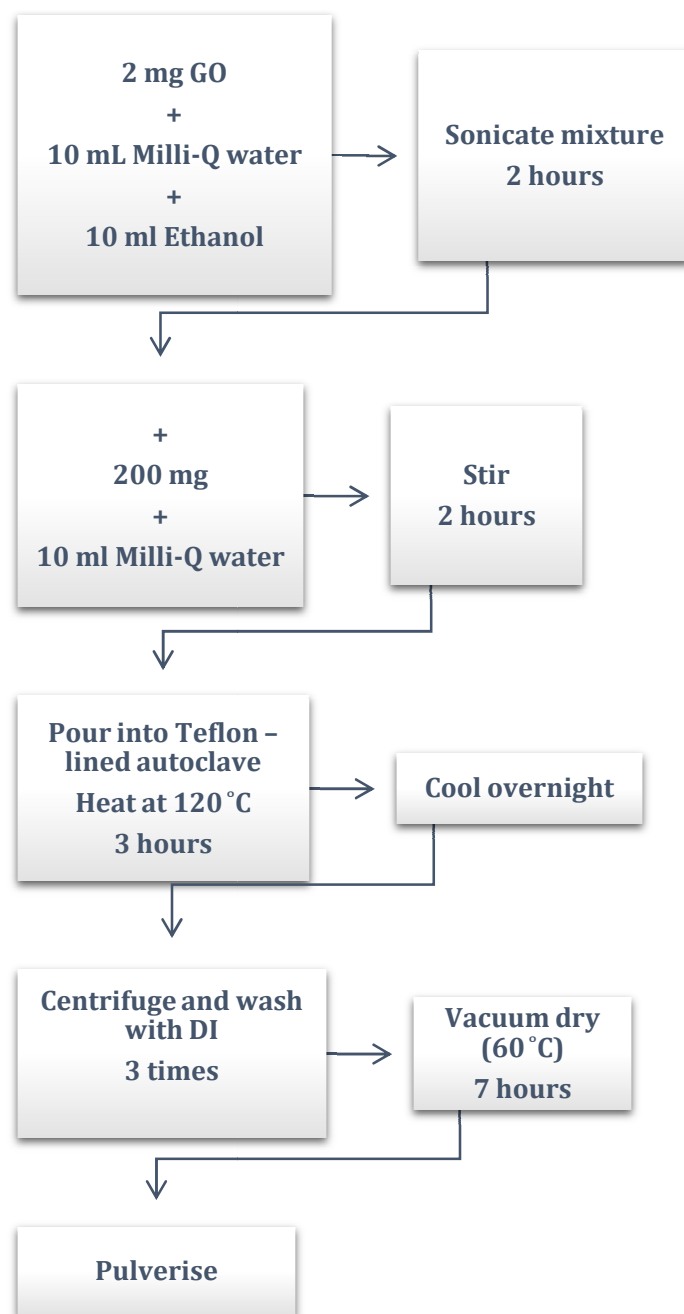 2 mg GO
+
10 mL Milli-Q water
+
10 ml Ethanol
Sonicate mixture
2 hours
+
200 mg
+
10 ml Milli-Q water
Stir
2 hours
Pour into Teflon –
lined autoclave
Heat at 120 °C
3 hours
Cool overnight
Centrifuge and wash
with DI
3 times
Vacuum dry
(60 °C)
7 hours
Pulverise